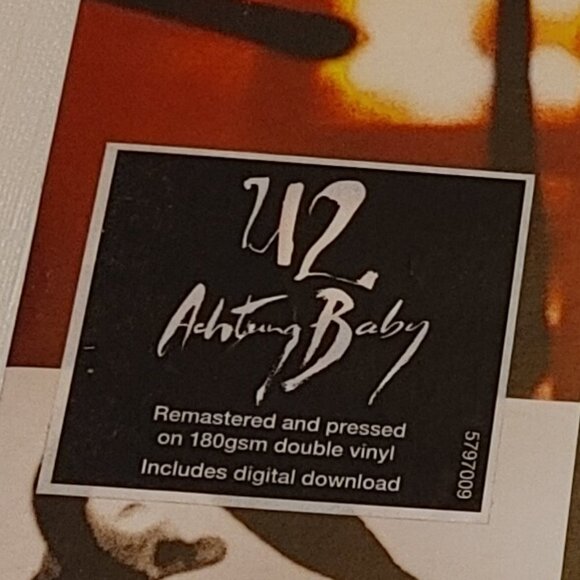 U2
Achtung Baby
Remastered and pressed
on 180gsm double vinyl
Includes digital download
5797009